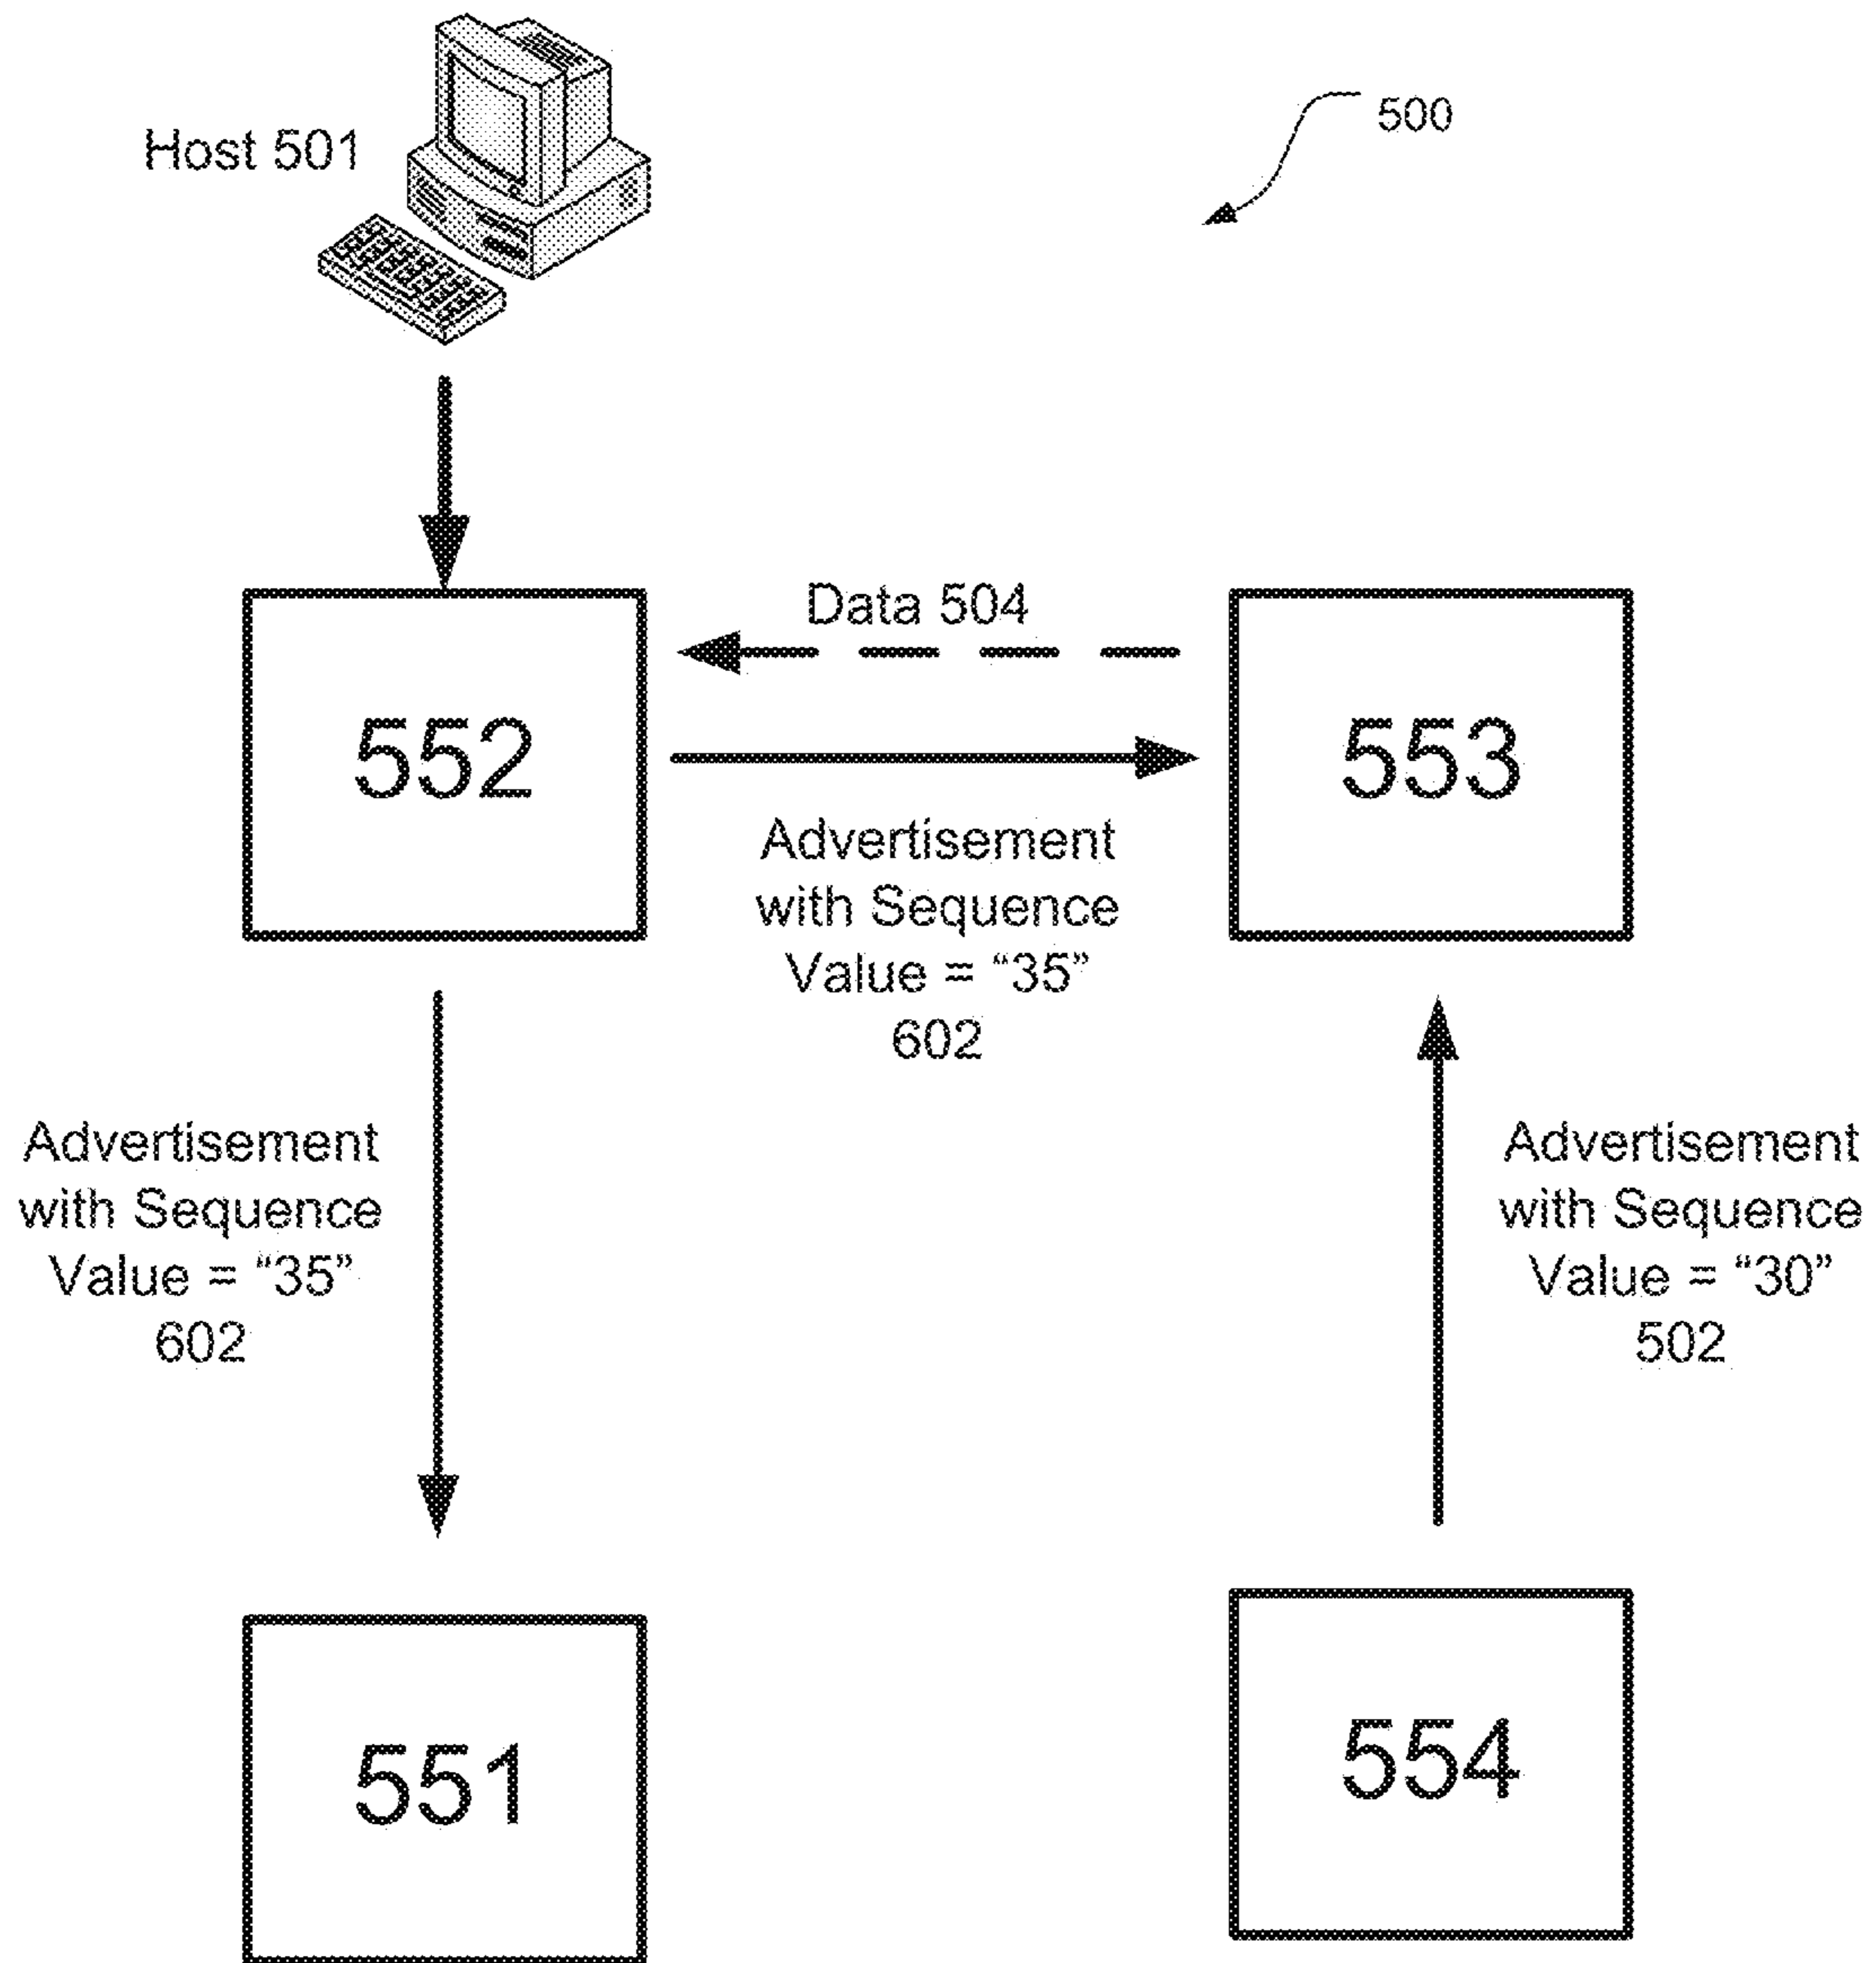 Host 501
500
Data 504
552
553
Advertisement
with Sequence
Value = “35”
602
Advertisement
with Sequence
Value = “35”
602
Advertisement
with Sequence
Value = “30”
502
551
554